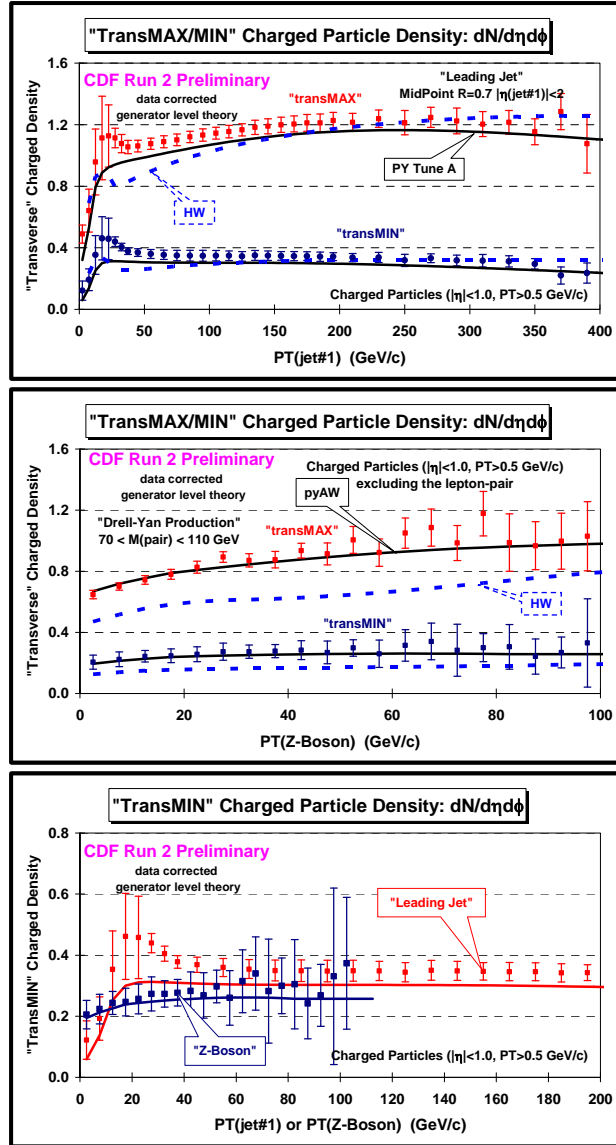 "TransMAX/MIN" Charged Particle Density: dN/dηdϕ
CDF Run 2 Preliminary
data corrected
generator level theory
"transMAX"
"Leading Jet"
MidPoint R=0.7 |η(jet#1)|<2
PY Tune A
HW
"transMIN"
Charged Particles (|η|<1.0, PT>0.5 GeV/c)
"Transverse" Charged Density
0.0
0.4
0.8
1.2
1.6
0 50 100 150 200 250 300 350 400
PT(jet#1) (GeV/c)
"TransMAX/MIN" Charged Particle Density: dN/dηdϕ
CDF Run 2 Preliminary
data corrected
generator level theory
Charged Particles (|η|<1.0, PT>0.5 GeV/c)
excluding the lepton-pair
pyAW
"Drell-Yan Production"
70 < M(pair) < 110 GeV
"transMAX"
HW
"transMIN"
"Transverse" Charged Density
0.0
0.4
0.8
1.2
1.6
0 20 40 60 80 100
PT(Z-Boson) (GeV/c)
"TransMIN" Charged Particle Density: dN/dηdϕ
CDF Run 2 Preliminary
data corrected
generator level theory
"Leading Jet"
"Z-Boson"
Charged Particles (|η|<1.0, PT>0.5 GeV/c)
"TransMIN" Charged Density
0.0
0.2
0.4
0.6
0.8
0 20 40 60 80 100 120 140 160 180 200
PT(jet#1) or PT(Z-Boson) (GeV/c)